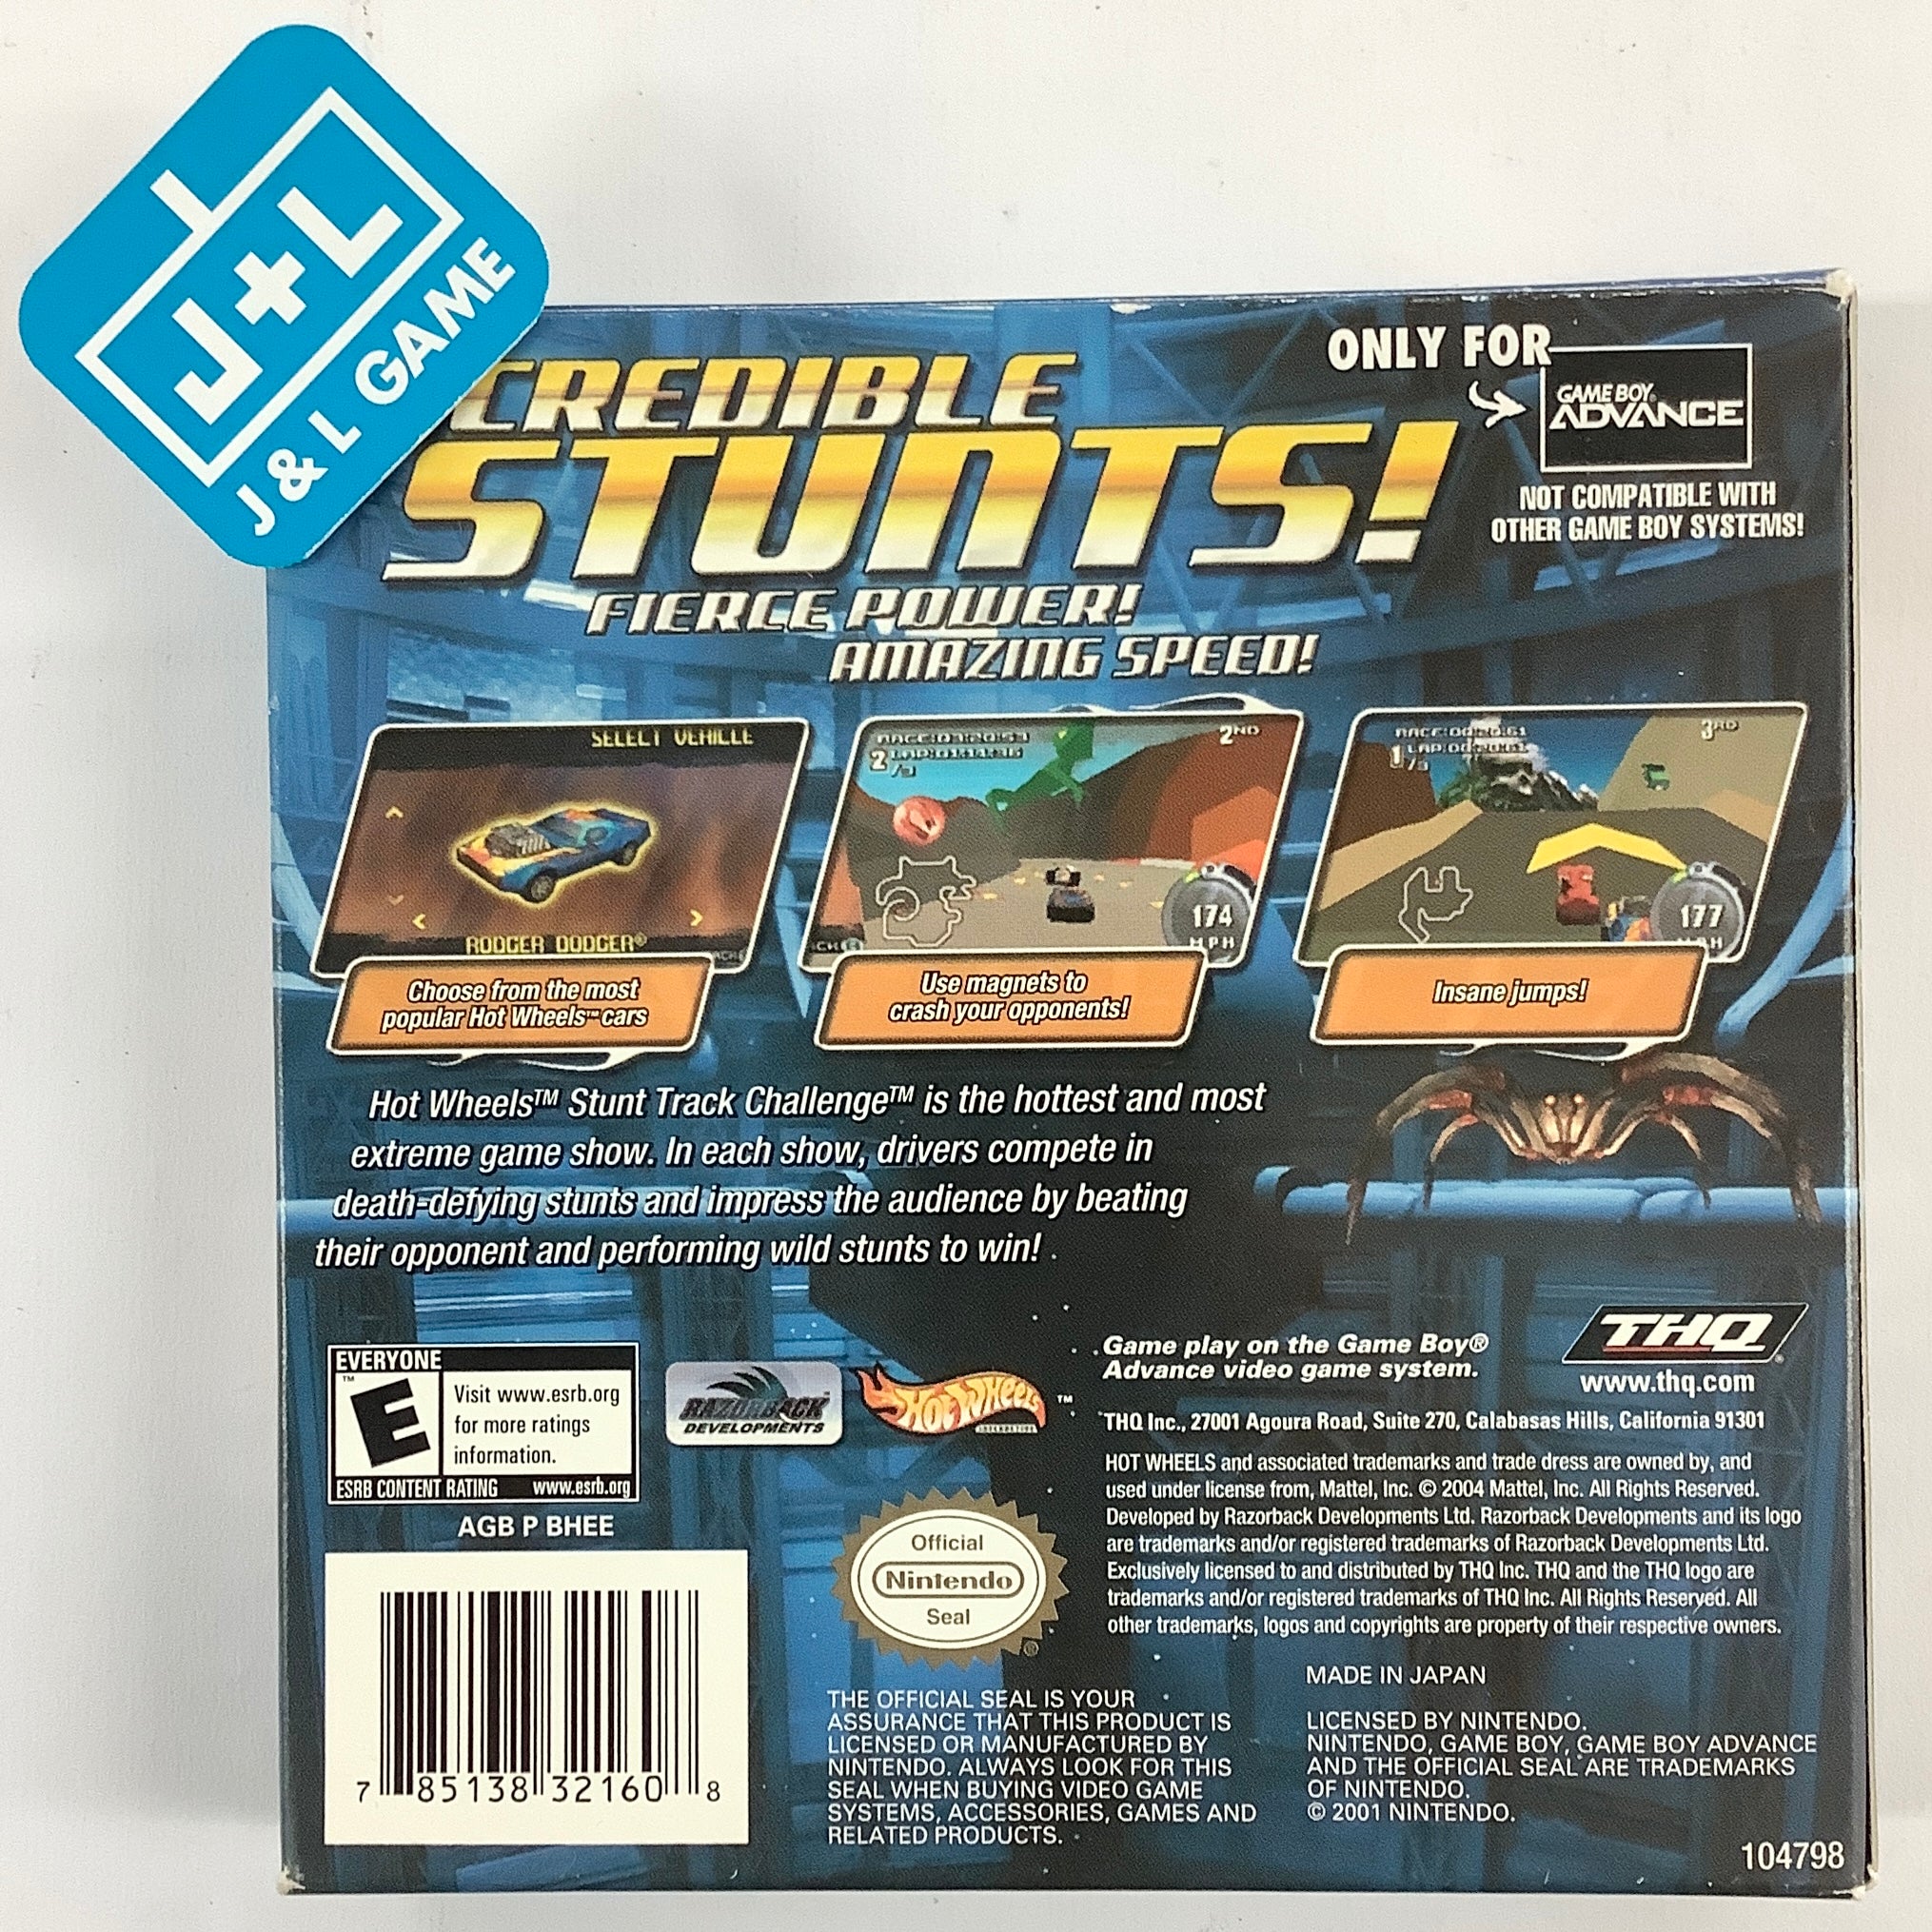 J+L
J & L GAME
CREDIBLE
STUNTS!
FIERCE POWER!
AMAZING SPEED!
ONLY FOR
GAME BOY®
ADVANCE
NOT COMPATIBLE WITH
OTHER GAME BOY SYSTEMS!
SELECT VEHICLE
RODGER DODGER®
Choose from the most
popular Hot Wheels™ cars
2
/3
2ND
174
MPH
Use magnets to
crash your opponents!
1
/3
3RD
177
MPH
Insane jumps!
Hot Wheels™ Stunt Track Challenge™ is the hottest and most
extreme game show. In each show, drivers compete in
death-defying stunts and impress the audience by beating
their opponent and performing wild stunts to win!
EVERYONE
E™
Visit www.esrb.org
for more ratings
information.
ESRB CONTENT RATING www.esrb.org
RAZORBACK
DEVELOPMENTS
HOT WHEELS™
INTERACTIVE
Game play on the Game Boy®
Advance video game system.
THQ®
www.thq.com
THQ Inc., 27001 Agoura Road, Suite 270, Calabasas Hills, California 91301
HOT WHEELS and associated trademarks and trade dress are owned by, and
used under license from, Mattel, Inc. © 2004 Mattel, Inc. All Rights Reserved.
Developed by Razorback Developments Ltd. Razorback Developments and its logo
are trademarks and/or registered trademarks of Razorback Developments Ltd.
Exclusively licensed to and distributed by THQ Inc. THQ and the THQ logo are
trademarks and/or registered trademarks of THQ Inc. All Rights Reserved. All
other trademarks, logos and copyrights are property of their respective owners.
AGB P BHEE
7 85138 32160 8
Official
Nintendo
Seal
®
THE OFFICIAL SEAL IS YOUR
ASSURANCE THAT THIS PRODUCT IS
LICENSED OR MANUFACTURED BY
NINTENDO. ALWAYS LOOK FOR THIS
SEAL WHEN BUYING VIDEO GAME
SYSTEMS, ACCESSORIES, GAMES AND
RELATED PRODUCTS.
MADE IN JAPAN
LICENSED BY NINTENDO.
NINTENDO, GAME BOY, GAME BOY ADVANCE
AND THE OFFICIAL SEAL ARE TRADEMARKS
OF NINTENDO.
© 2001 NINTENDO.
104798